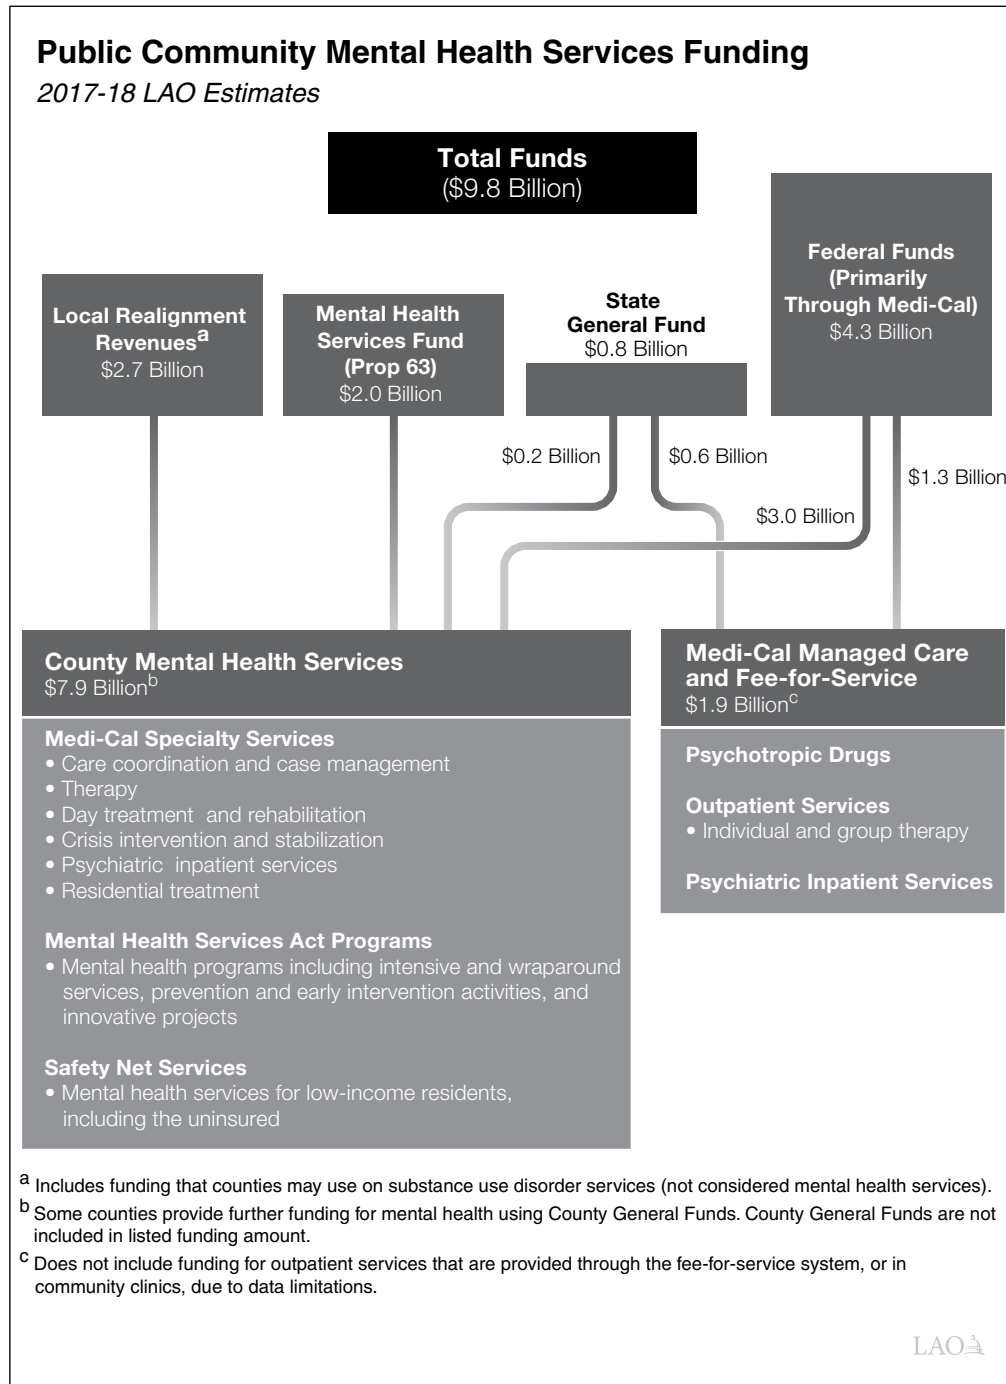 Public Community Mental Health Services Funding
2017-18 LAO Estimates
Total Funds
($9.8 Billion)
Local Realignment
Revenuesa
$2.7 Billion
Mental Health
Services Fund
(Prop 63)
$2.0 Billion
State
General Fund
$0.8 Billion
Federal Funds
(Primarily
Through Medi-Cal)
$4.3 Billion
$0.2 Billion
$0.6 Billion
$1.3 Billion
$3.0 Billion
County Mental Health Services
$7.9 Billionb
Medi-Cal Specialty Services
• Care coordination and case management
• Therapy
• Day treatment and rehabilitation
• Crisis intervention and stabilization
• Psychiatric inpatient services
• Residential treatment
Mental Health Services Act Programs
• Mental health programs including intensive and wraparound
services, prevention and early intervention activities, and
innovative projects
Safety Net Services
• Mental health services for low-income residents,
including the uninsured
Medi-Cal Managed Care
and Fee-for-Service
$1.9 Billionc
Psychotropic Drugs
Outpatient Services
• Individual and group therapy
Psychiatric Inpatient Services
a Includes funding that counties may use on substance use disorder services (not considered mental health services).
b Some counties provide further funding for mental health using County General Funds. County General Funds are not
included in listed funding amount.
c Does not include funding for outpatient services that are provided through the fee-for-service system, or in
community clinics, due to data limitations.
LAO